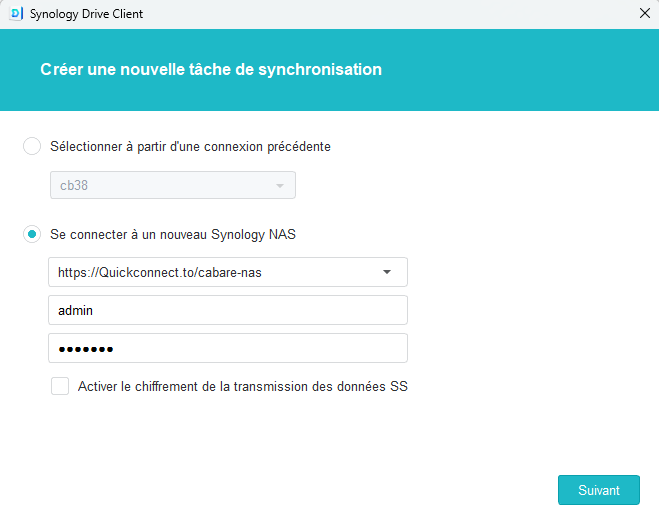 Synology Drive Client
Créer une nouvelle tâche de synchronisation
Sélectionner à partir d'une connexion précédente
cb38
Se connecter à un nouveau Synology NAS
https://Quickconnect.to/cabare-nas
admin
•••••••
Activer le chiffrement de la transmission des données SS
Suivant